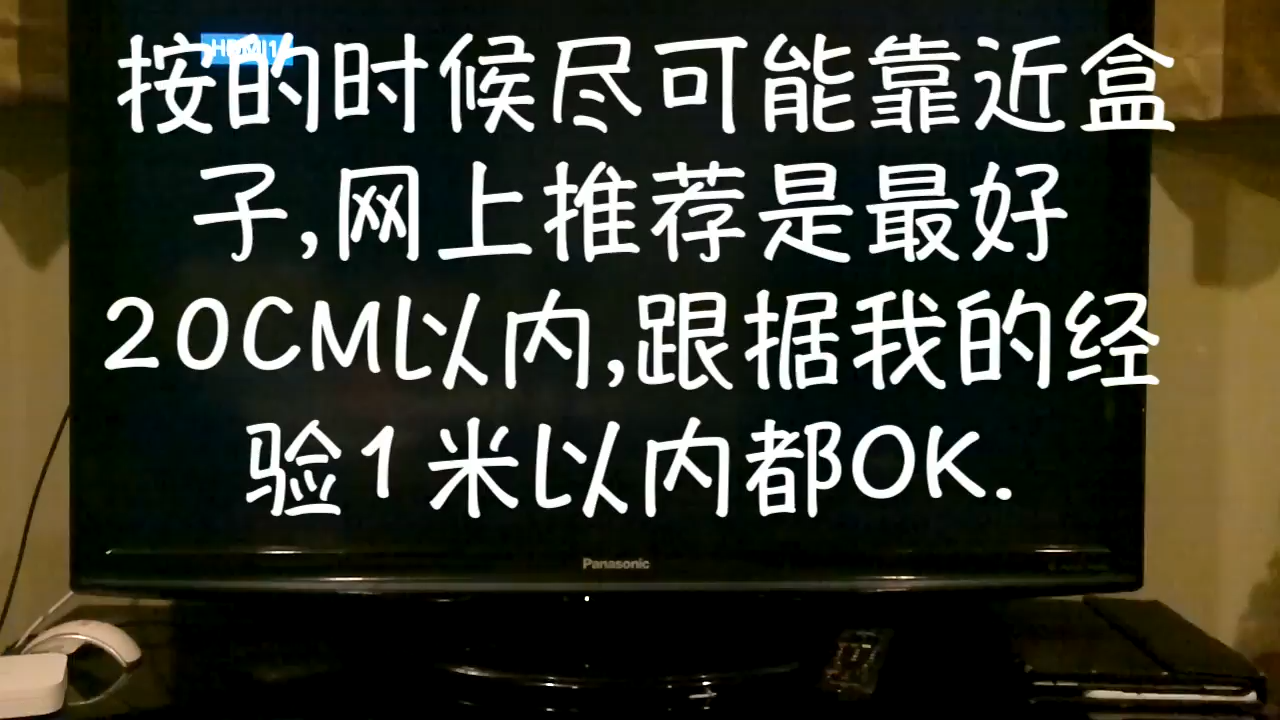 HDMI1
按的时候尽可能靠近盒
子,网上推荐是最好
20CM以内,跟据我的经
验1米以内都OK.
Panasonic